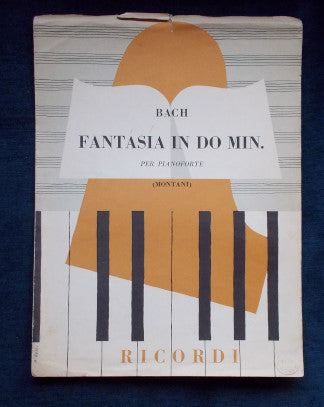 BACH
FANTASIA IN DO MIN.
PER PIANOFORTE
(MONTANI)
RICORDI